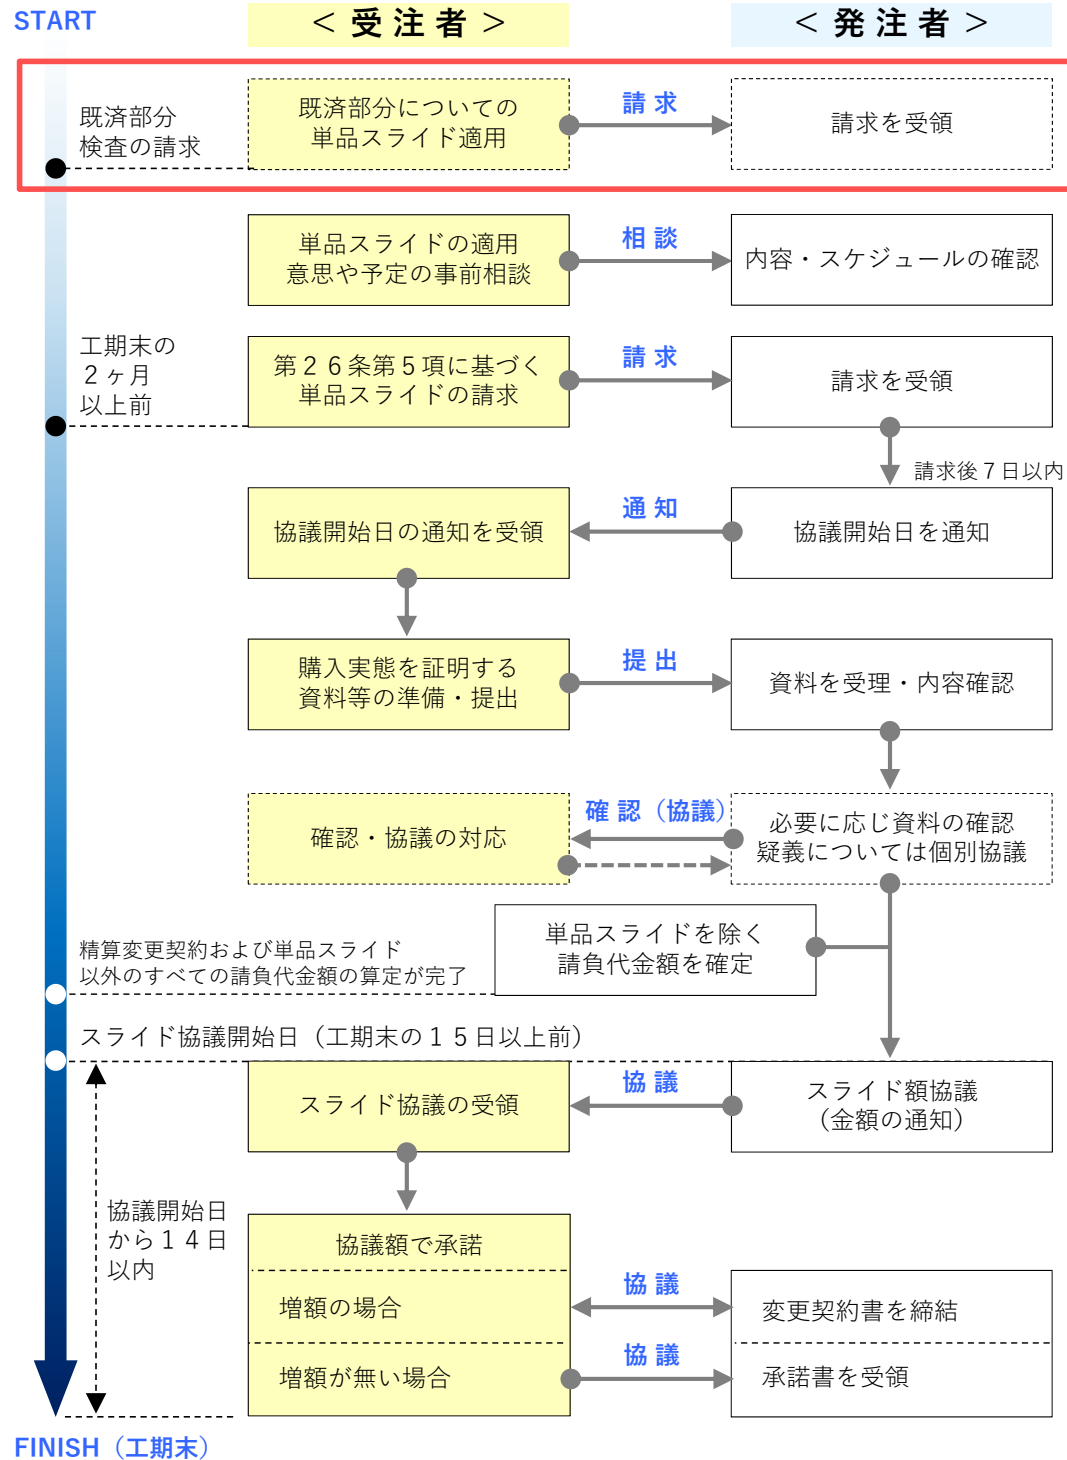 START
＜ 受 注 者 ＞
＜ 発 注 者 ＞
既済部分
検査の請求
既済部分についての
単品スライド適用
請 求
請求を受領
単品スライドの適用
意思や予定の事前相談
相 談
内容・スケジュールの確認
工期末の
２ヶ月
以上前
第２６条第５項に基づく
単品スライドの請求
請 求
請求を受領
請求後７日以内
協議開始日の通知を受領
通 知
協議開始日を通知
購入実態を証明する
資料等の準備・提出
提 出
資料を受理・内容確認
確認・協議の対応
確 認（協議）
必要に応じ資料の確認
疑義については個別協議
精算変更契約および単品スライド
以外のすべての請負代金額の算定が完了
単品スライドを除く
請負代金額を確定
スライド協議開始日（工期末の１５日以上前）
スライド協議の受領
協 議
スライド額協議
（金額の通知）
協議開始日
から１４日
以内
協議額で承諾
増額の場合
協 議
変更契約書を締結
増額が無い場合
協 議
承諾書を受領
FINISH（工期末）